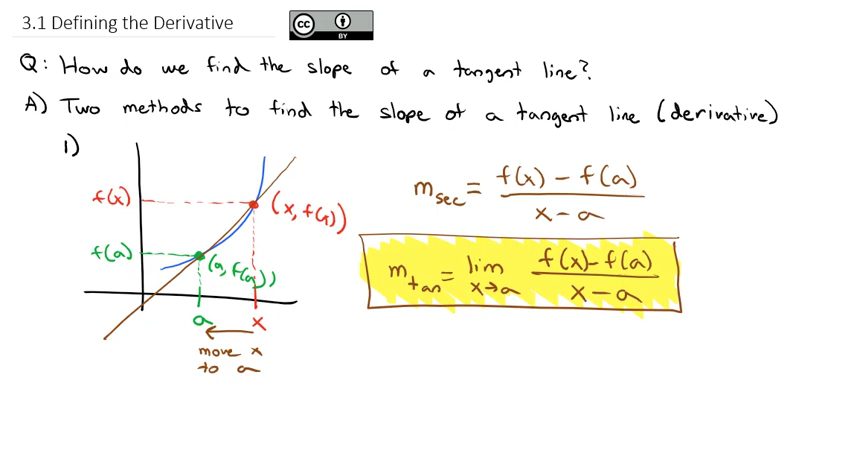 3.1 Defining the Derivative
cc BY
Q: How do we find the slope of a tangent line?
A) Two methods to find the slope of a tangent line (derivative)
1)
f(x)
(x, f(x))
f(a)
(a, f(a))
a
x
move x
to a
m_sec = (f(x) - f(a)) / (x - a)
m_tan = lim x→a (f(x) - f(a)) / (x - a)